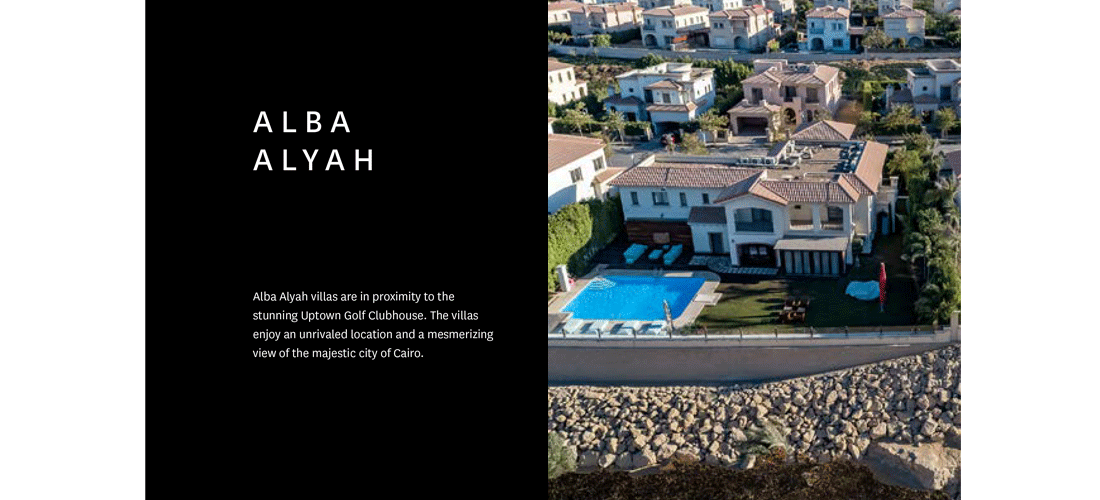 ALBA
ALYAH
Alba Alyah villas are in proximity to the
stunning Uptown Golf Clubhouse. The villas
enjoy an unrivaled location and a mesmerizing
view of the majestic city of Cairo.